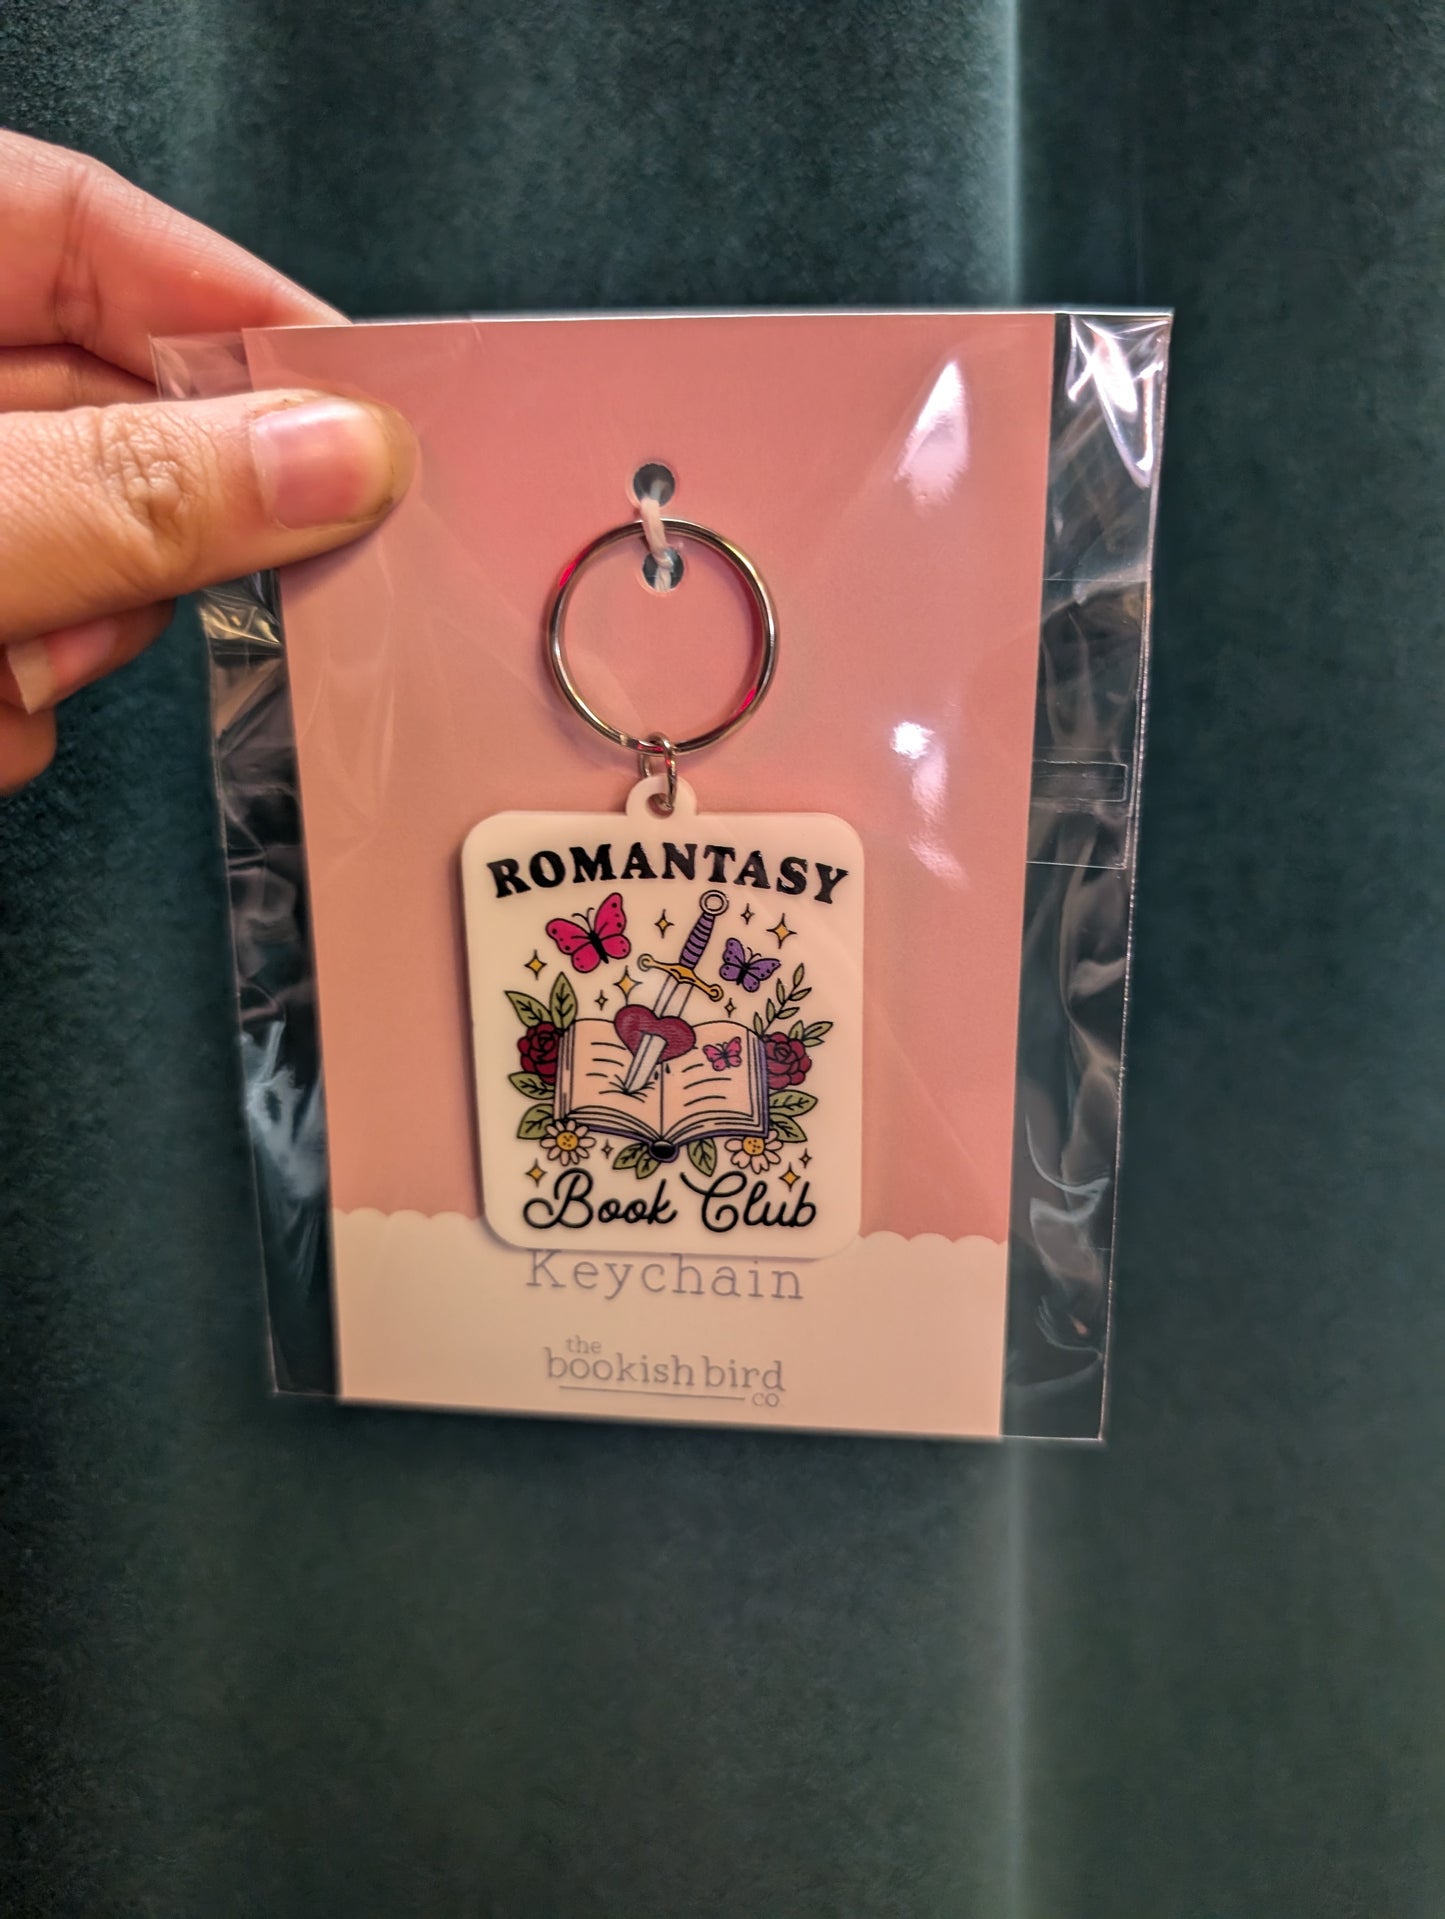 ROMANTASY
Book Club
Keychain
the
bookish bird
co